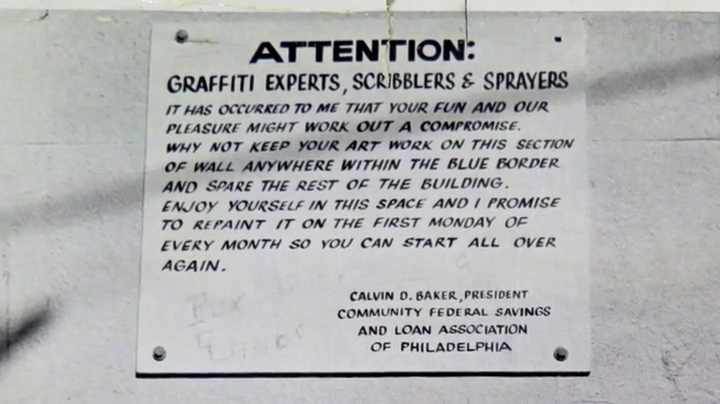 ATTENTION:
GRAFFITI EXPERTS, SCRIBBLERS & SPRAYERS
IT HAS OCCURRED TO ME THAT YOUR FUN AND OUR
PLEASURE MIGHT WORK OUT A COMPROMISE.
WHY NOT KEEP YOUR ART WORK ON THIS SECTION
OF WALL ANYWHERE WITHIN THE BLUE BORDER
AND SPARE THE REST OF THE BUILDING.
ENJOY YOURSELF IN THIS SPACE AND I PROMISE
TO REPAINT IT ON THE FIRST MONDAY OF
EVERY MONTH SO YOU CAN START ALL OVER
AGAIN.
CALVIN D. BAKER, PRESIDENT
COMMUNITY FEDERAL SAVINGS
AND LOAN ASSOCIATION
OF PHILADELPHIA